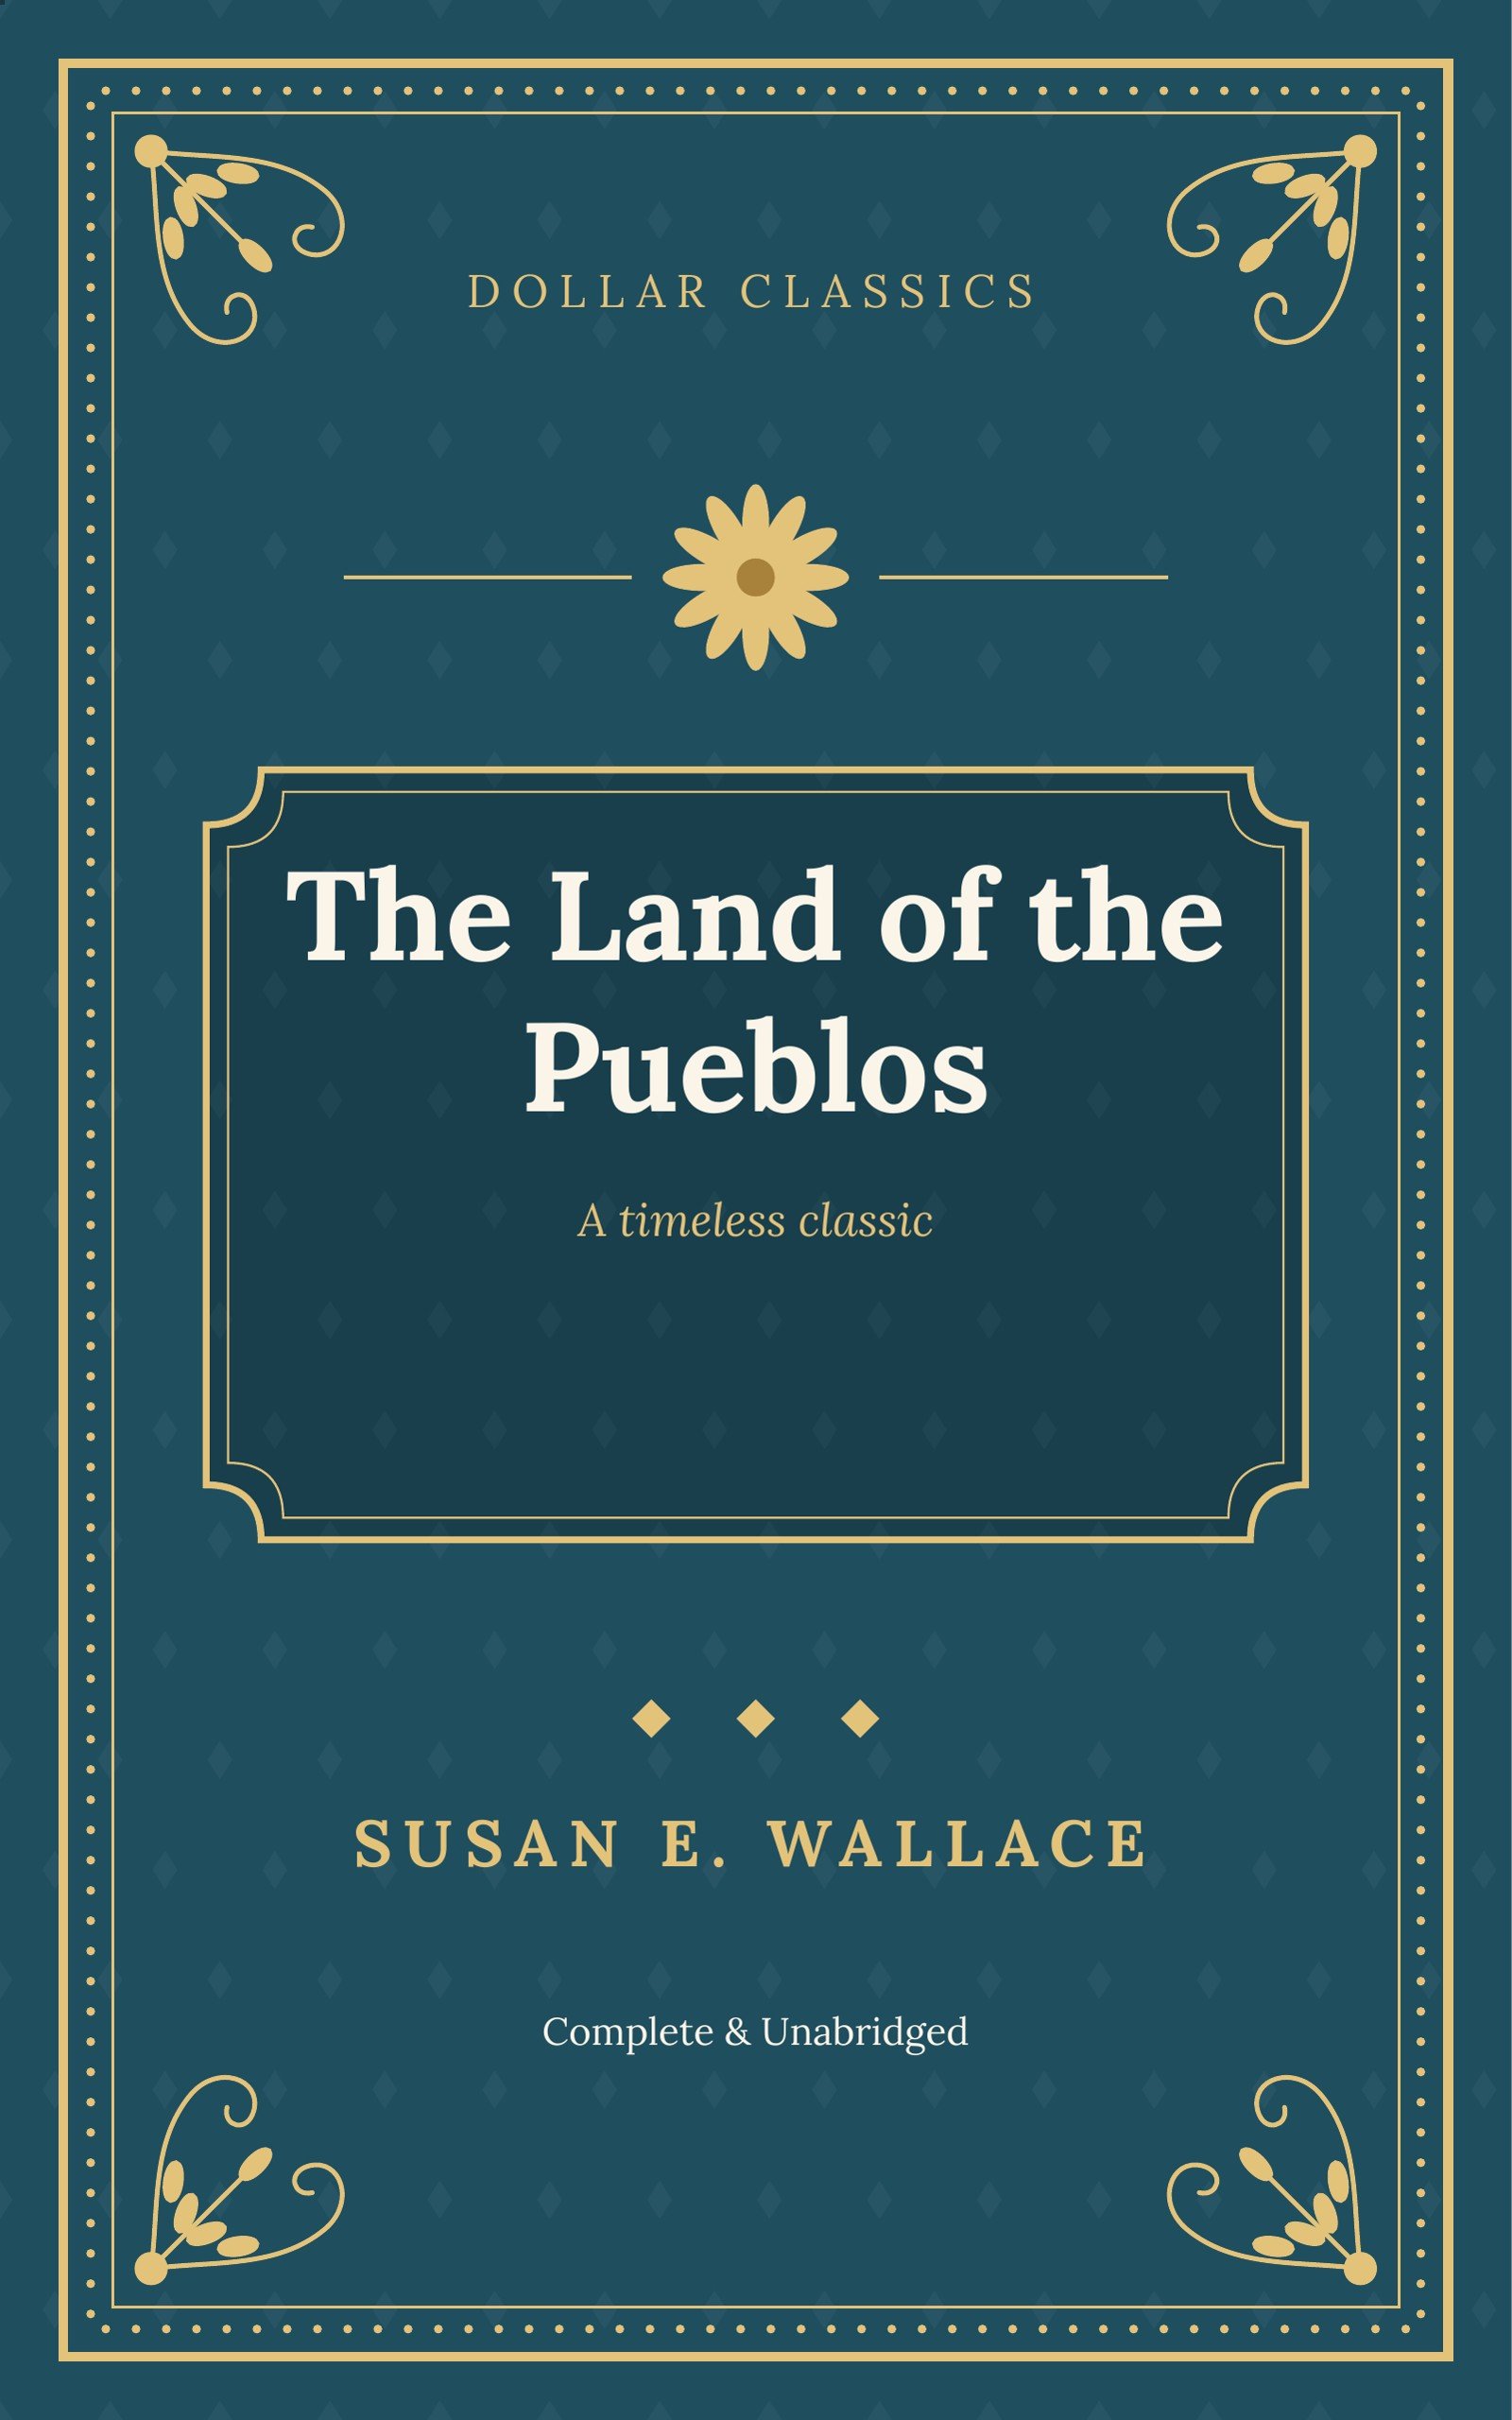 DOLLAR CLASSICS
The Land of the
Pueblos
A timeless classic
SUSAN E. WALLACE
Complete & Unabridged